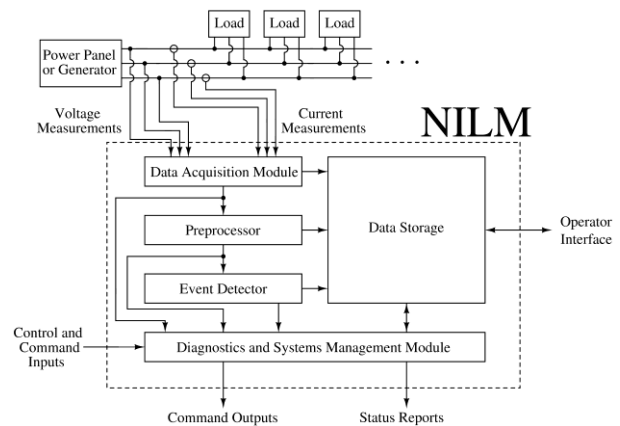 Load
Load
Load
Power Panel
or Generator
. . .
Voltage
Measurements
Current
Measurements
NILM
Data Acquisition Module
Preprocessor
Data Storage
Operator
Interface
Event Detector
Control and
Command
Inputs
Diagnostics and Systems Management Module
Command Outputs
Status Reports